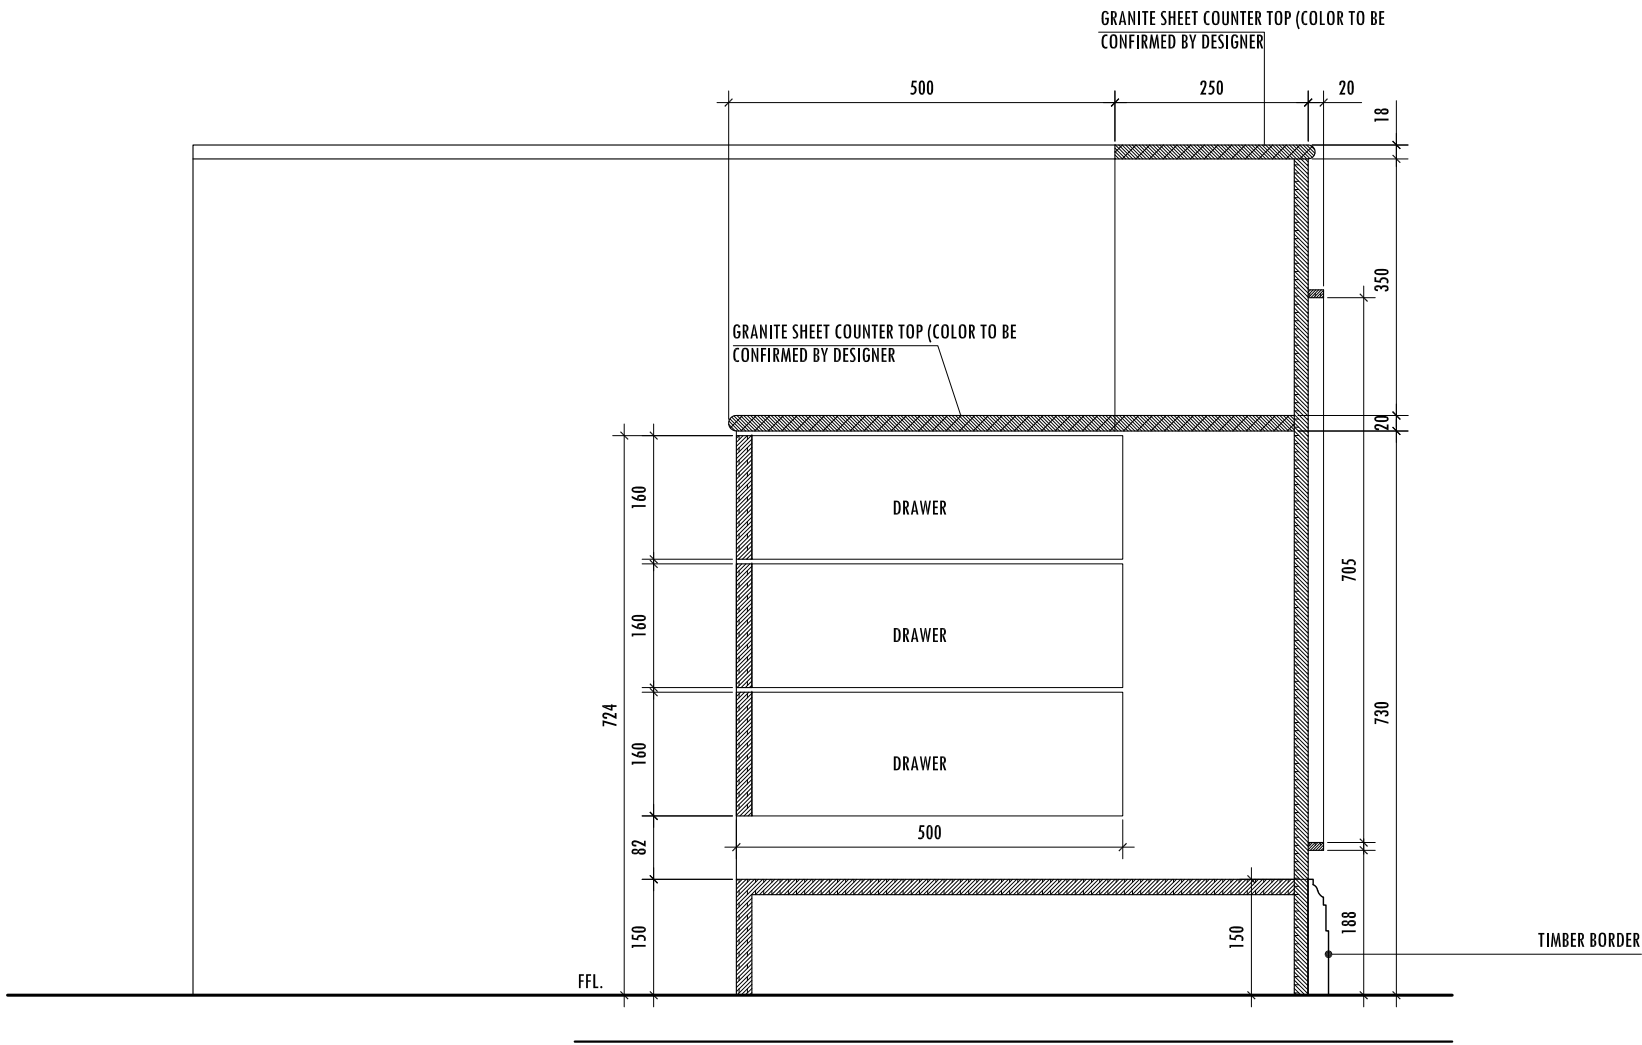 GRANITE SHEET COUNTER TOP (COLOR TO BE
CONFIRMED BY DESIGNER
500
250
20
18
350
GRANITE SHEET COUNTER TOP (COLOR TO BE
CONFIRMED BY DESIGNER
20
160
DRAWER
705
160
DRAWER
724
730
160
DRAWER
500
82
150
150
188
TIMBER BORDER
FFL.